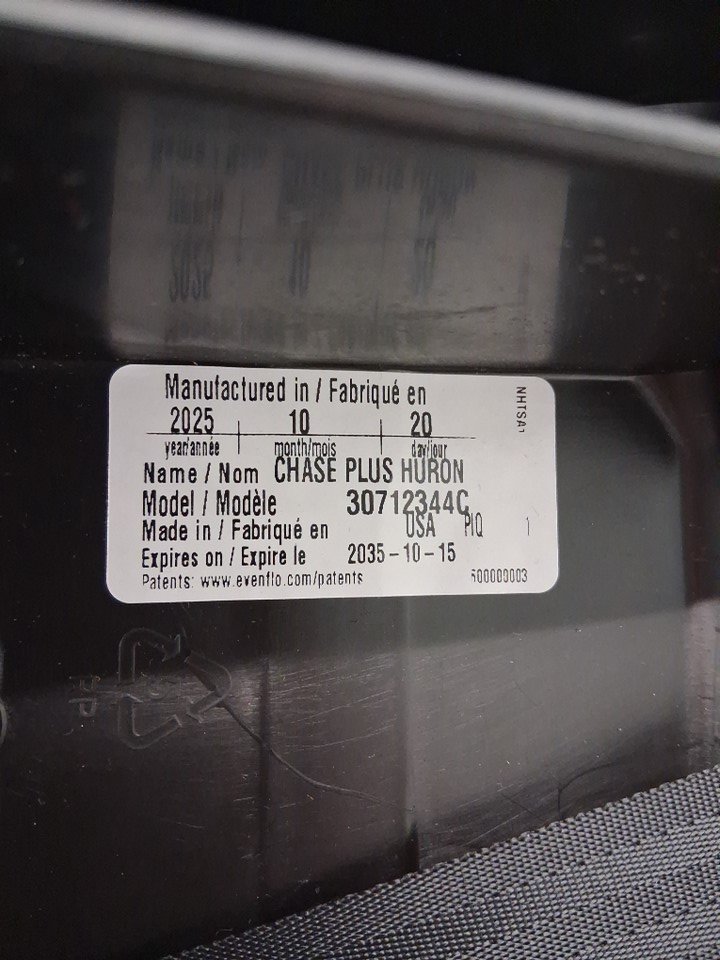 Manufactured in / Fabriqué en
2025 10 20
year/année month/mois day/jour
Name / Nom CHASE PLUS HURON
Model / Modèle 30712344C
Made in / Fabriqué en USA PIQ 1
Expires on / Expire le 2035-10-15
Patents: www.evenflo.com/patents
NHTSA